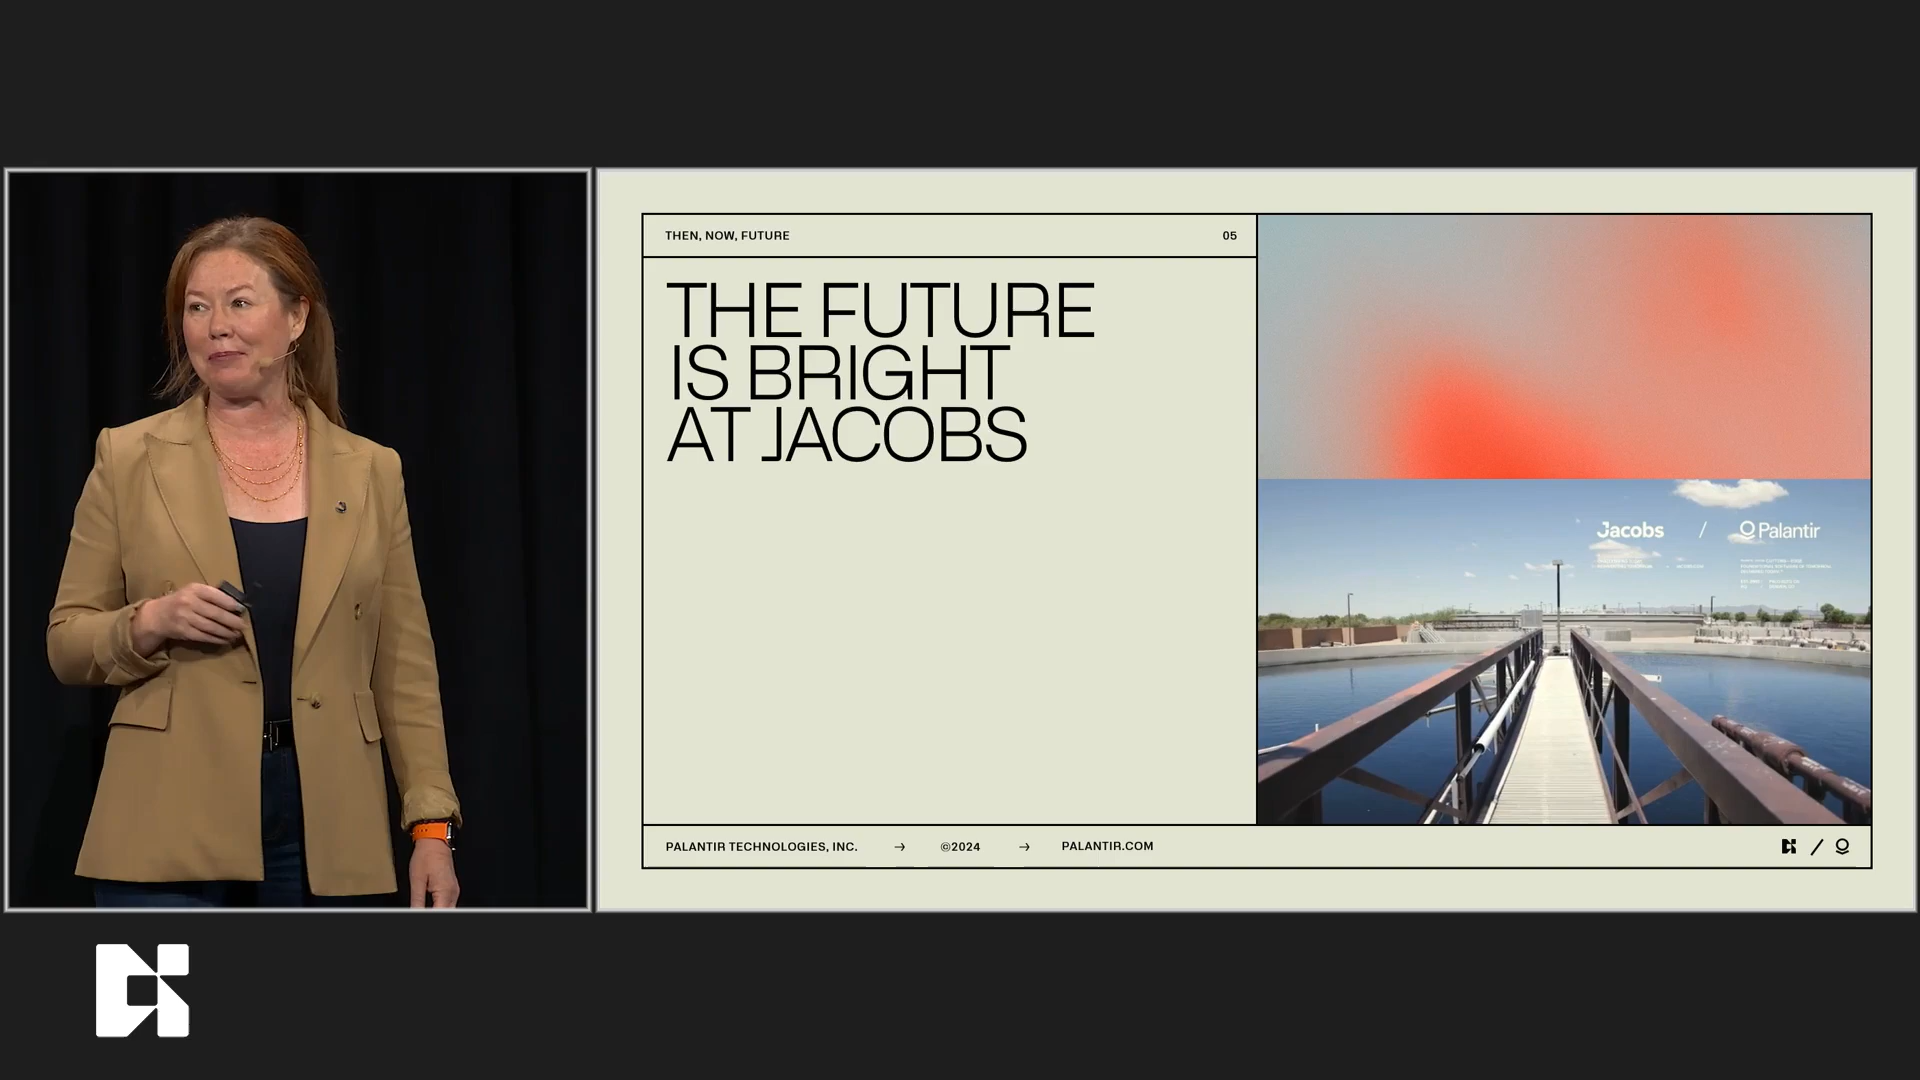 THEN, NOW, FUTURE
05
THE FUTURE
IS BRIGHT
AT JACOBS
Jacobs / Palantir
PALANTIR TECHNOLOGIES, INC. → ©2024 → PALANTIR.COM